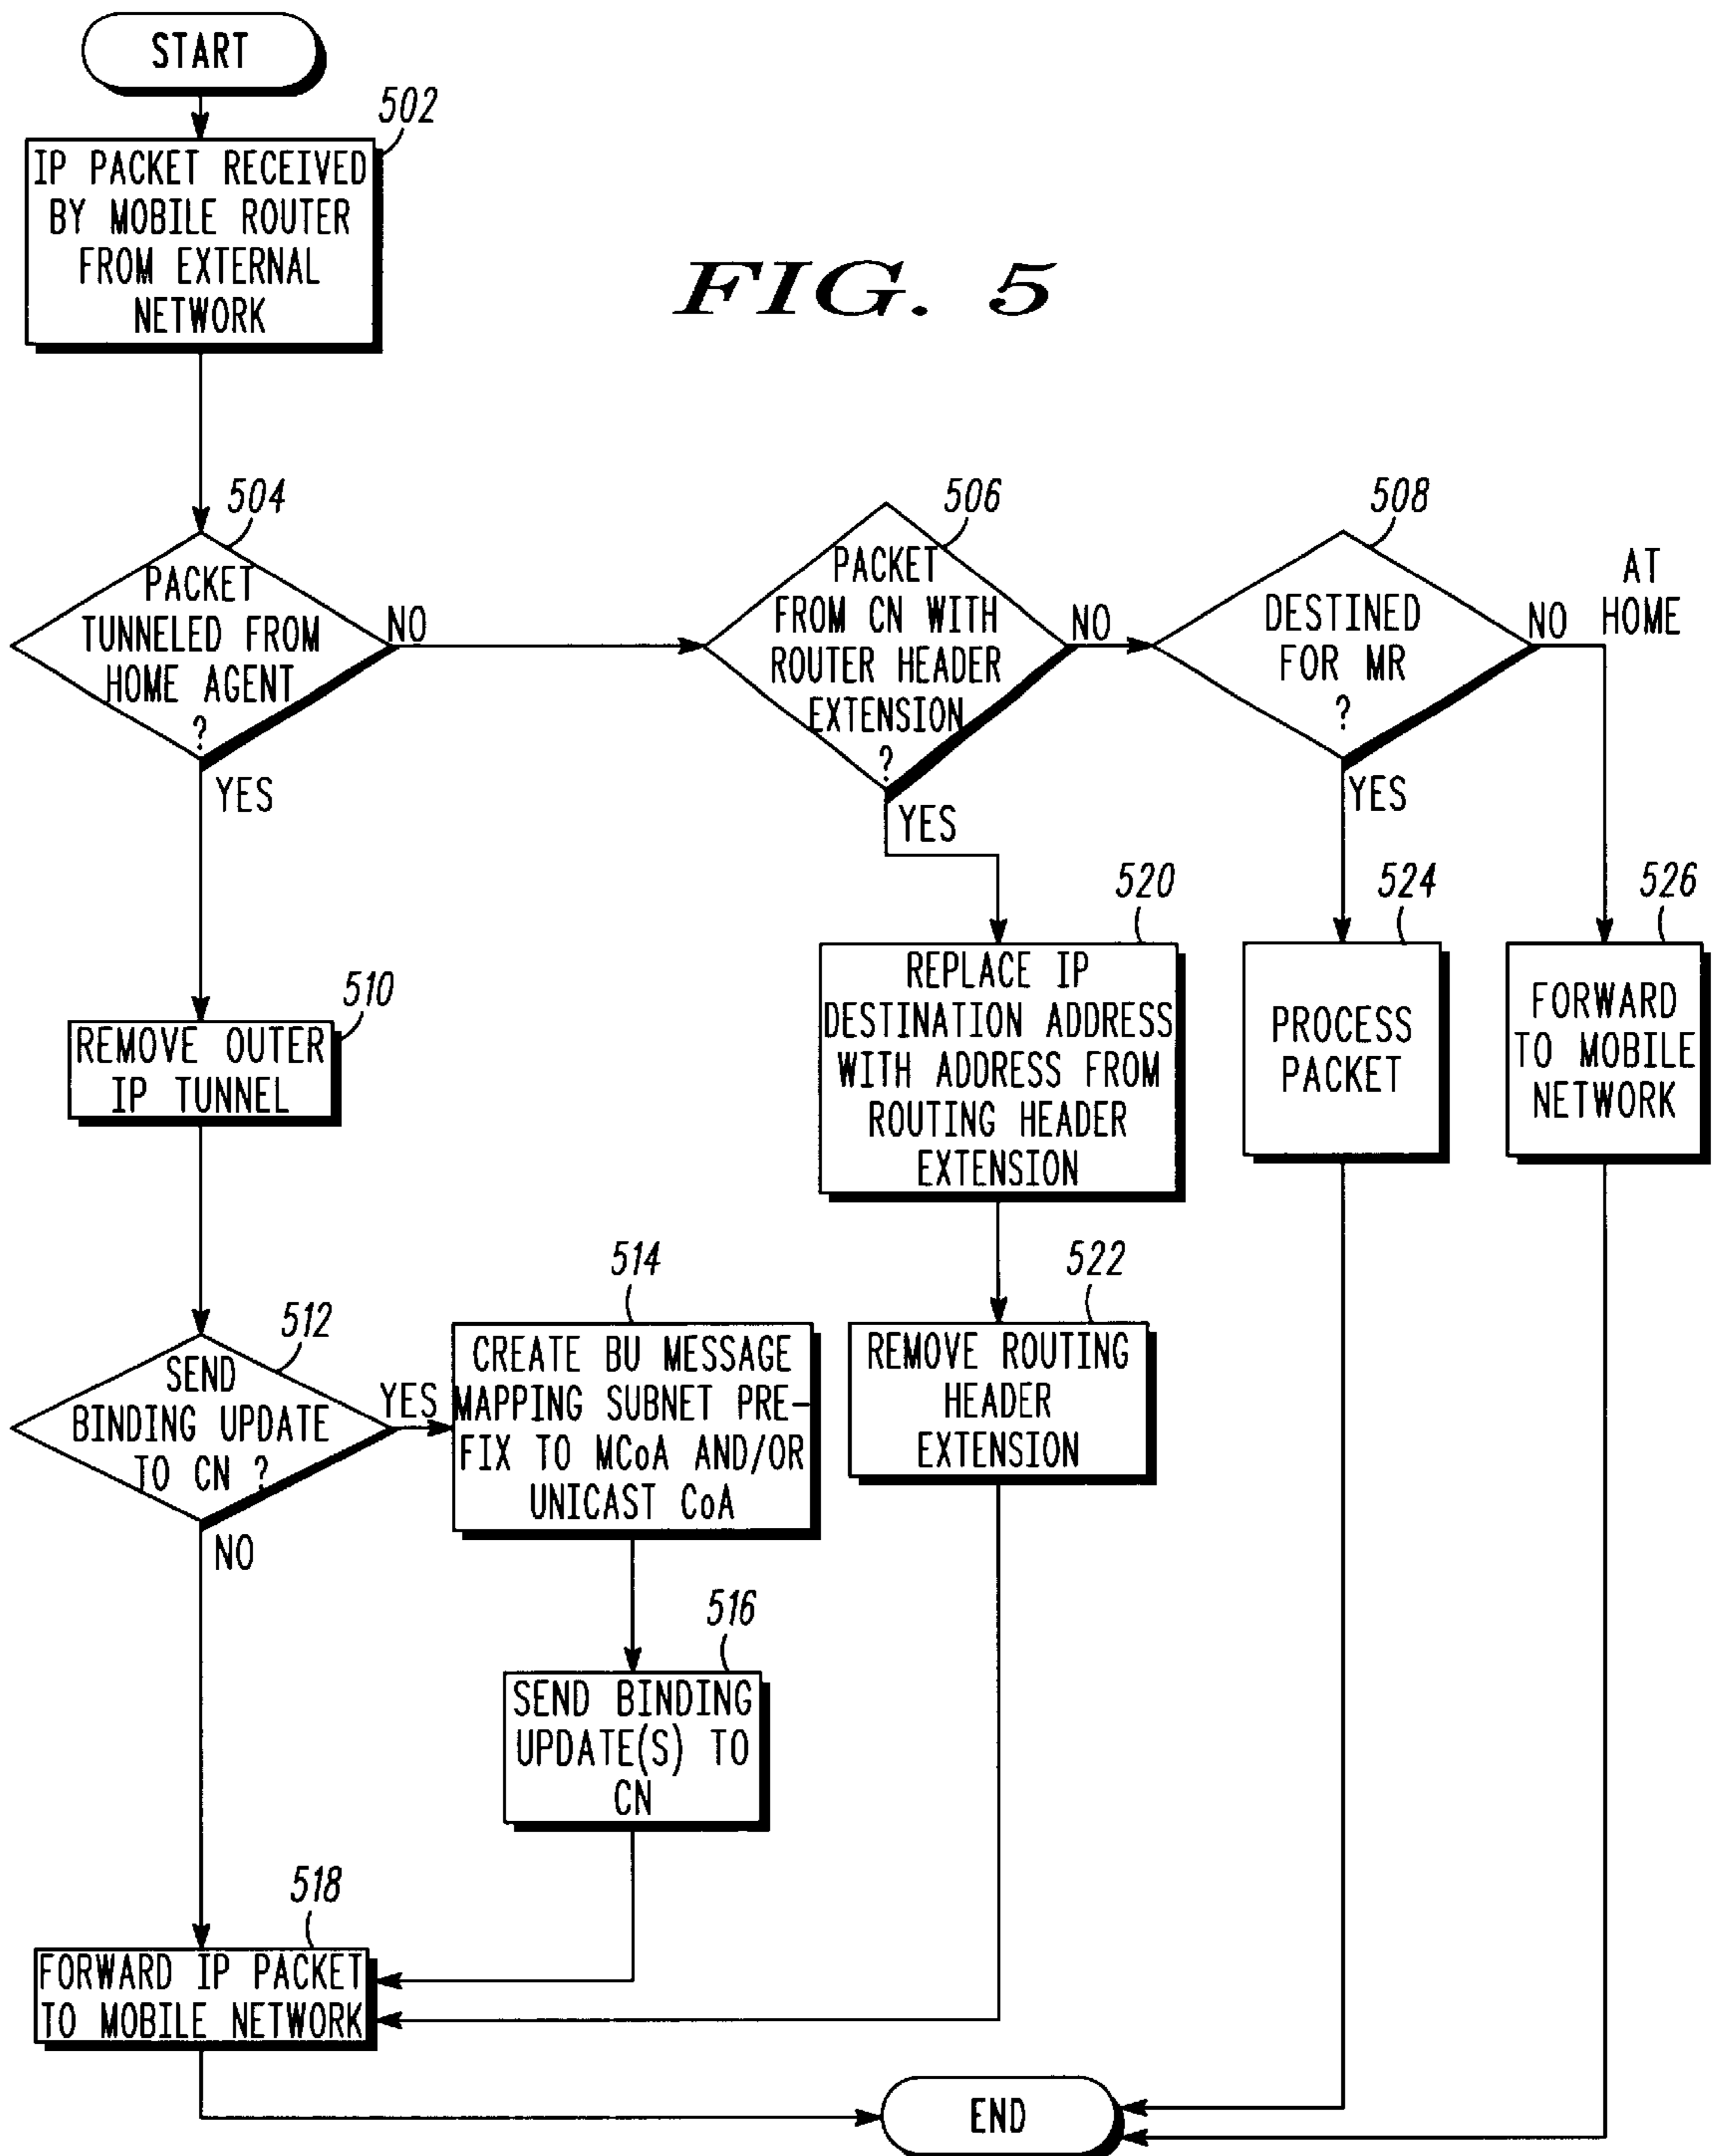 START
502
IP PACKET RECEIVED
BY MOBILE ROUTER
FROM EXTERNAL
NETWORK
FIG. 5
504
PACKET
TUNNELED FROM
HOME AGENT
?
NO
YES
506
PACKET
FROM CN WITH
ROUTER HEADER
EXTENSION
?
NO
YES
508
DESTINED
FOR MR
?
NO
YES
AT
HOME
510
REMOVE OUTER
IP TUNNEL
520
REPLACE IP
DESTINATION ADDRESS
WITH ADDRESS FROM
ROUTING HEADER
EXTENSION
524
PROCESS
PACKET
526
FORWARD
TO MOBILE
NETWORK
512
SEND
BINDING UPDATE
TO CN ?
YES
NO
514
CREATE BU MESSAGE
MAPPING SUBNET PRE-
FIX TO MCoA AND/OR
UNICAST CoA
522
REMOVE ROUTING
HEADER
EXTENSION
516
SEND BINDING
UPDATE(S) TO
CN
518
FORWARD IP PACKET
TO MOBILE NETWORK
END